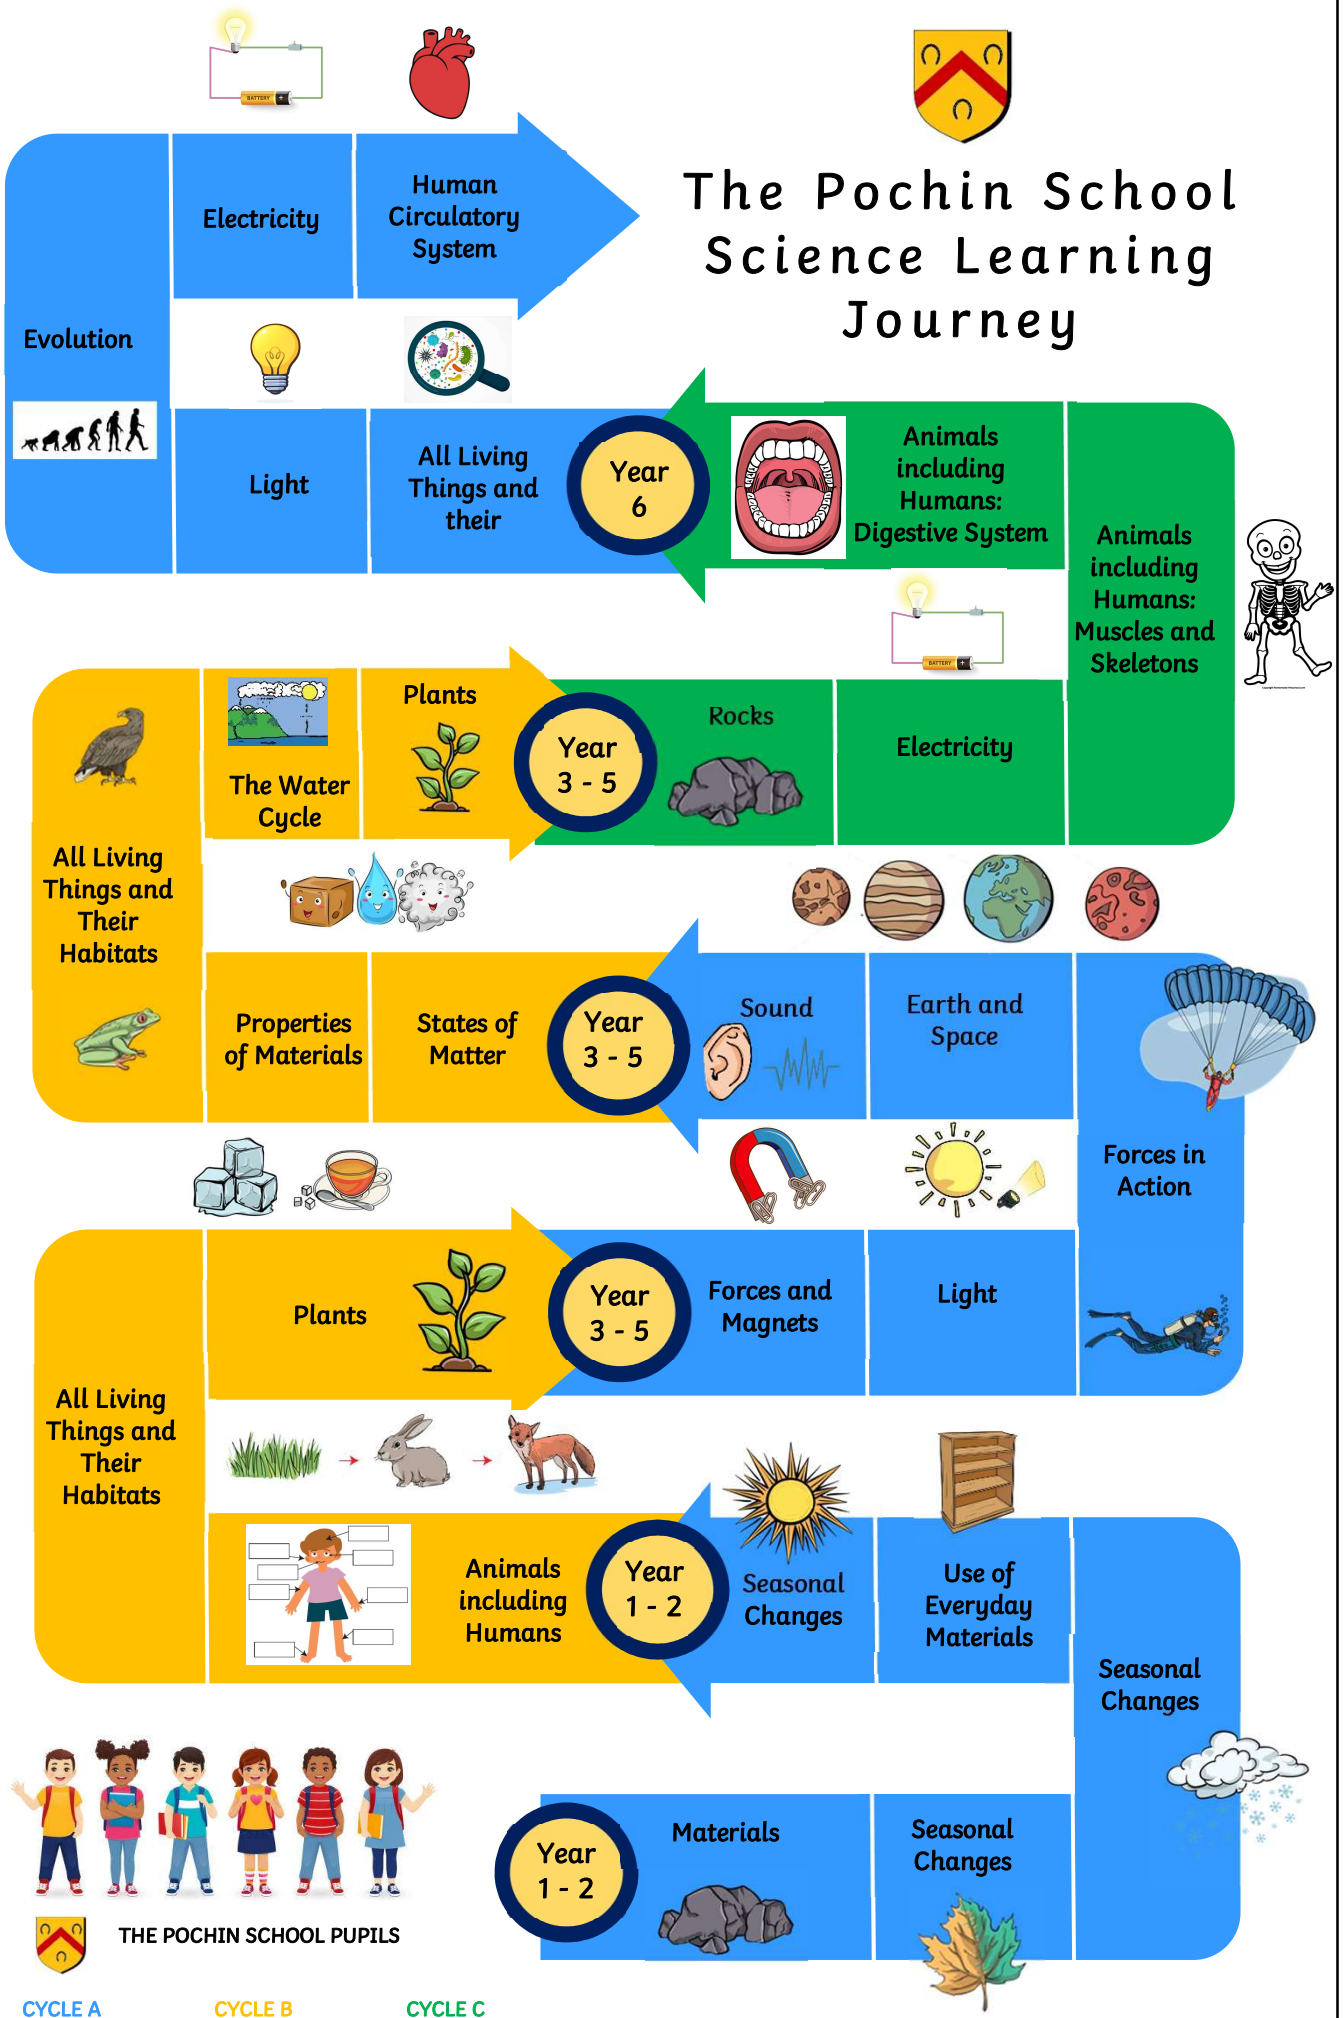 The Pochin School
Science Learning
Journey
BATTERY
+
Electricity
Human
Circulatory
System
Evolution
Light
All Living
Things and
their
Year
6
Animals
including
Humans:
Digestive System
Animals
including
Humans:
Muscles and
Skeletons
BATTERY
+
Plants
The Water
Cycle
Year
3 - 5
Rocks
Electricity
All Living
Things and
Their
Habitats
Properties
of Materials
States of
Matter
Year
3 - 5
Sound
Earth and
Space
Forces in
Action
Plants
Year
3 - 5
Forces and
Magnets
Light
All Living
Things and
Their
Habitats
Animals
including
Humans
Year
1 - 2
Seasonal
Changes
Use of
Everyday
Materials
Seasonal
Changes
Year
1 - 2
Materials
Seasonal
Changes
THE POCHIN SCHOOL PUPILS
CYCLE A
CYCLE B
CYCLE C